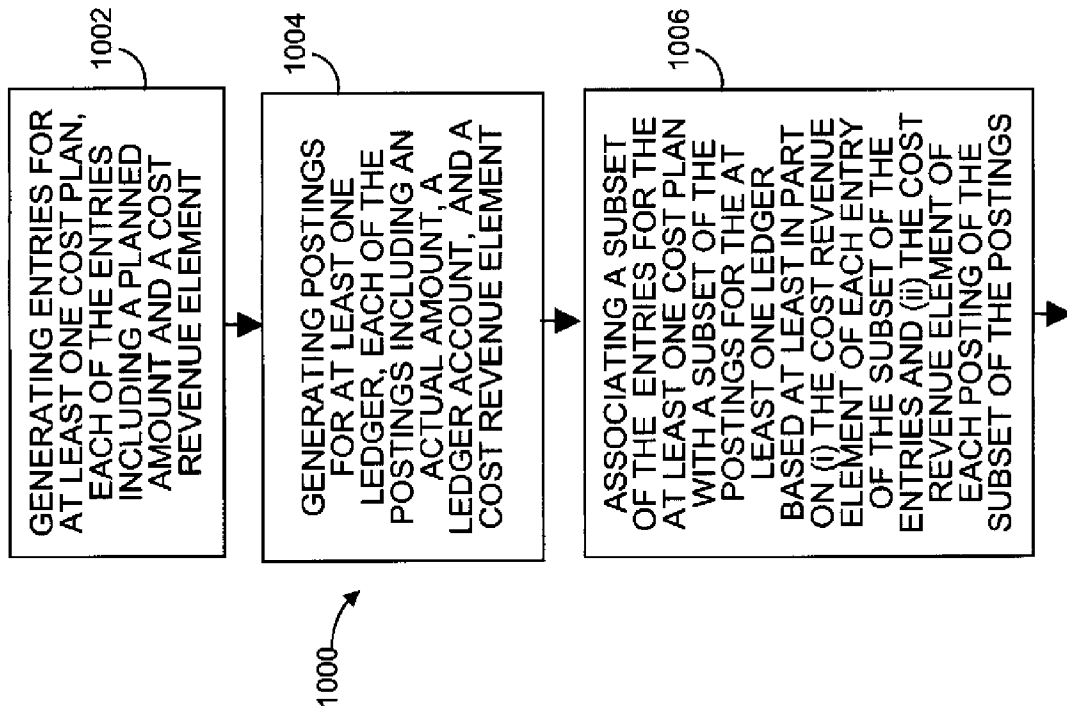 GENERATING ENTRIES FOR
AT LEAST ONE COST PLAN,
EACH OF THE ENTRIES
INCLUDING A PLANNED
AMOUNT AND A COST
REVENUE ELEMENT
1002
GENERATING POSTINGS
FOR AT LEAST ONE
LEDGER, EACH OF THE
POSTINGS INCLUDING AN
ACTUAL AMOUNT, A
LEDGER ACCOUNT, AND A
COST REVENUE ELEMENT
1004
1000
ASSOCIATING A SUBSET
OF THE ENTRIES FOR THE
AT LEAST ONE COST PLAN
WITH A SUBSET OF THE
POSTINGS FOR THE AT
LEAST ONE LEDGER
BASED AT LEAST IN PART
ON (i) THE COST REVENUE
ELEMENT OF EACH ENTRY
OF THE SUBSET OF THE
ENTRIES AND (ii) THE COST
REVENUE ELEMENT OF
EACH POSTING OF THE
SUBSET OF THE POSTINGS
1006